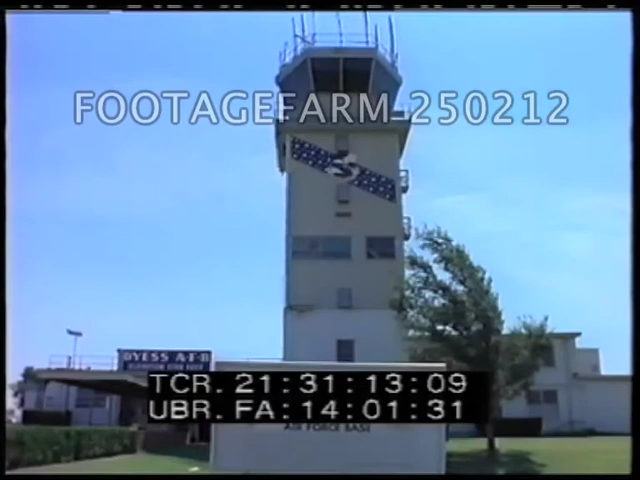 FOOTAGEFARM-250212
DYESS A·F·B
TCR. 21:31:13:09
UBR. FA:14:01:31
AIR FORCE BASE